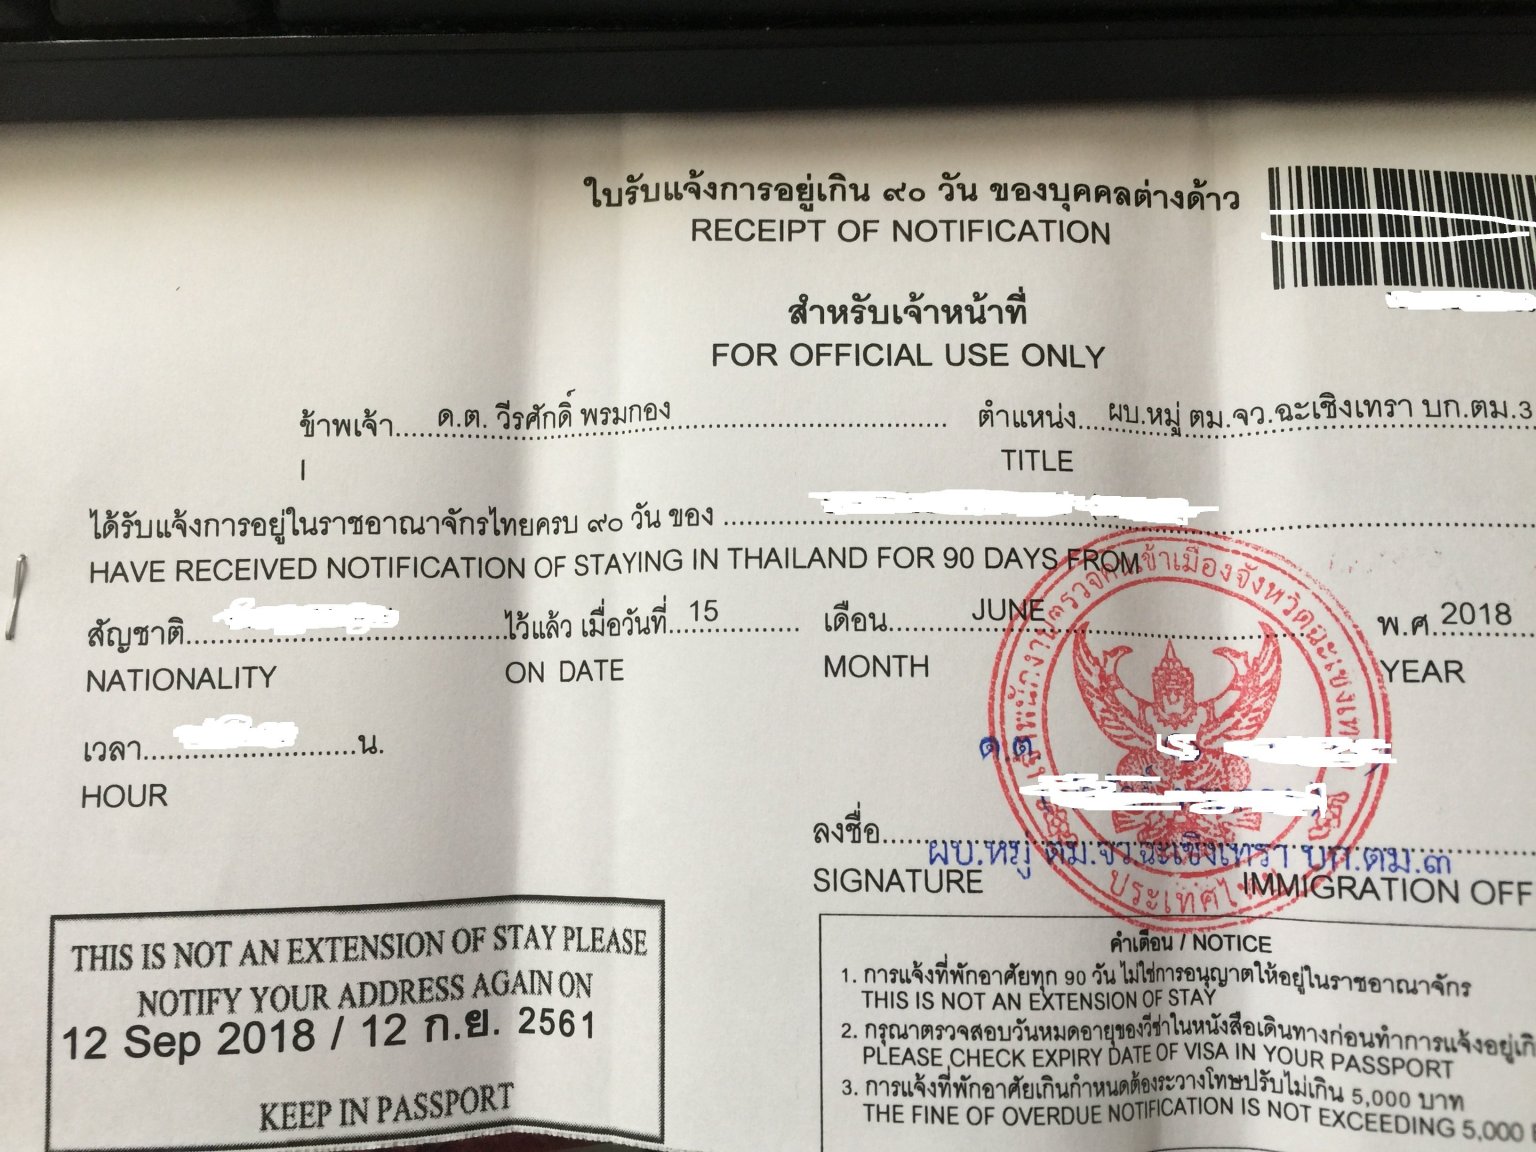 ใบรับแจ้งการอยู่เกิน ๙๐ วัน ของบุคคลต่างด้าว
RECEIPT OF NOTIFICATION
สำหรับเจ้าหน้าที่
FOR OFFICIAL USE ONLY
ข้าพเจ้า.....ด.ต. วีรศักดิ์ พรมกอง..... ตำแหน่ง.....ผบ.หมู่ ตม.จว.ฉะเชิงเทรา บก.ตม.3
I TITLE
ได้รับแจ้งการอยู่ในราชอาณาจักรไทยครบ ๙๐ วัน ของ
HAVE RECEIVED NOTIFICATION OF STAYING IN THAILAND FOR 90 DAYS FROM
สัญชาติ..........ไว้แล้ว เมื่อวันที่.....15..... เดือน.....JUNE..... พ.ศ.2018
NATIONALITY ON DATE MONTH YEAR
เวลา..........น.
HOUR
ด.ต
ลงชื่อ.....
ผบ.หมู่ ตม.จว.ฉะเชิงเทรา บก.ตม.๓
SIGNATURE IMMIGRATION OFF
ประเทศไทย
THIS IS NOT AN EXTENSION OF STAY PLEASE
NOTIFY YOUR ADDRESS AGAIN ON
12 Sep 2018 / 12 ก.ย. 2561
KEEP IN PASSPORT
คำเตือน / NOTICE
1. การแจ้งที่พักอาศัยทุก 90 วัน ไม่ใช่การอนุญาตให้อยู่ในราชอาณาจักร
THIS IS NOT AN EXTENSION OF STAY
2. กรุณาตรวจสอบวันหมดอายุของวีซ่าในหนังสือเดินทางก่อนทำการแจ้งอยู่เกิ
PLEASE CHECK EXPIRY DATE OF VISA IN YOUR PASSPORT
3. การแจ้งที่พักอาศัยเกินกำหนดต้องระวางโทษปรับไม่เกิน 5,000 บาท
THE FINE OF OVERDUE NOTIFICATION IS NOT EXCEEDING 5,000